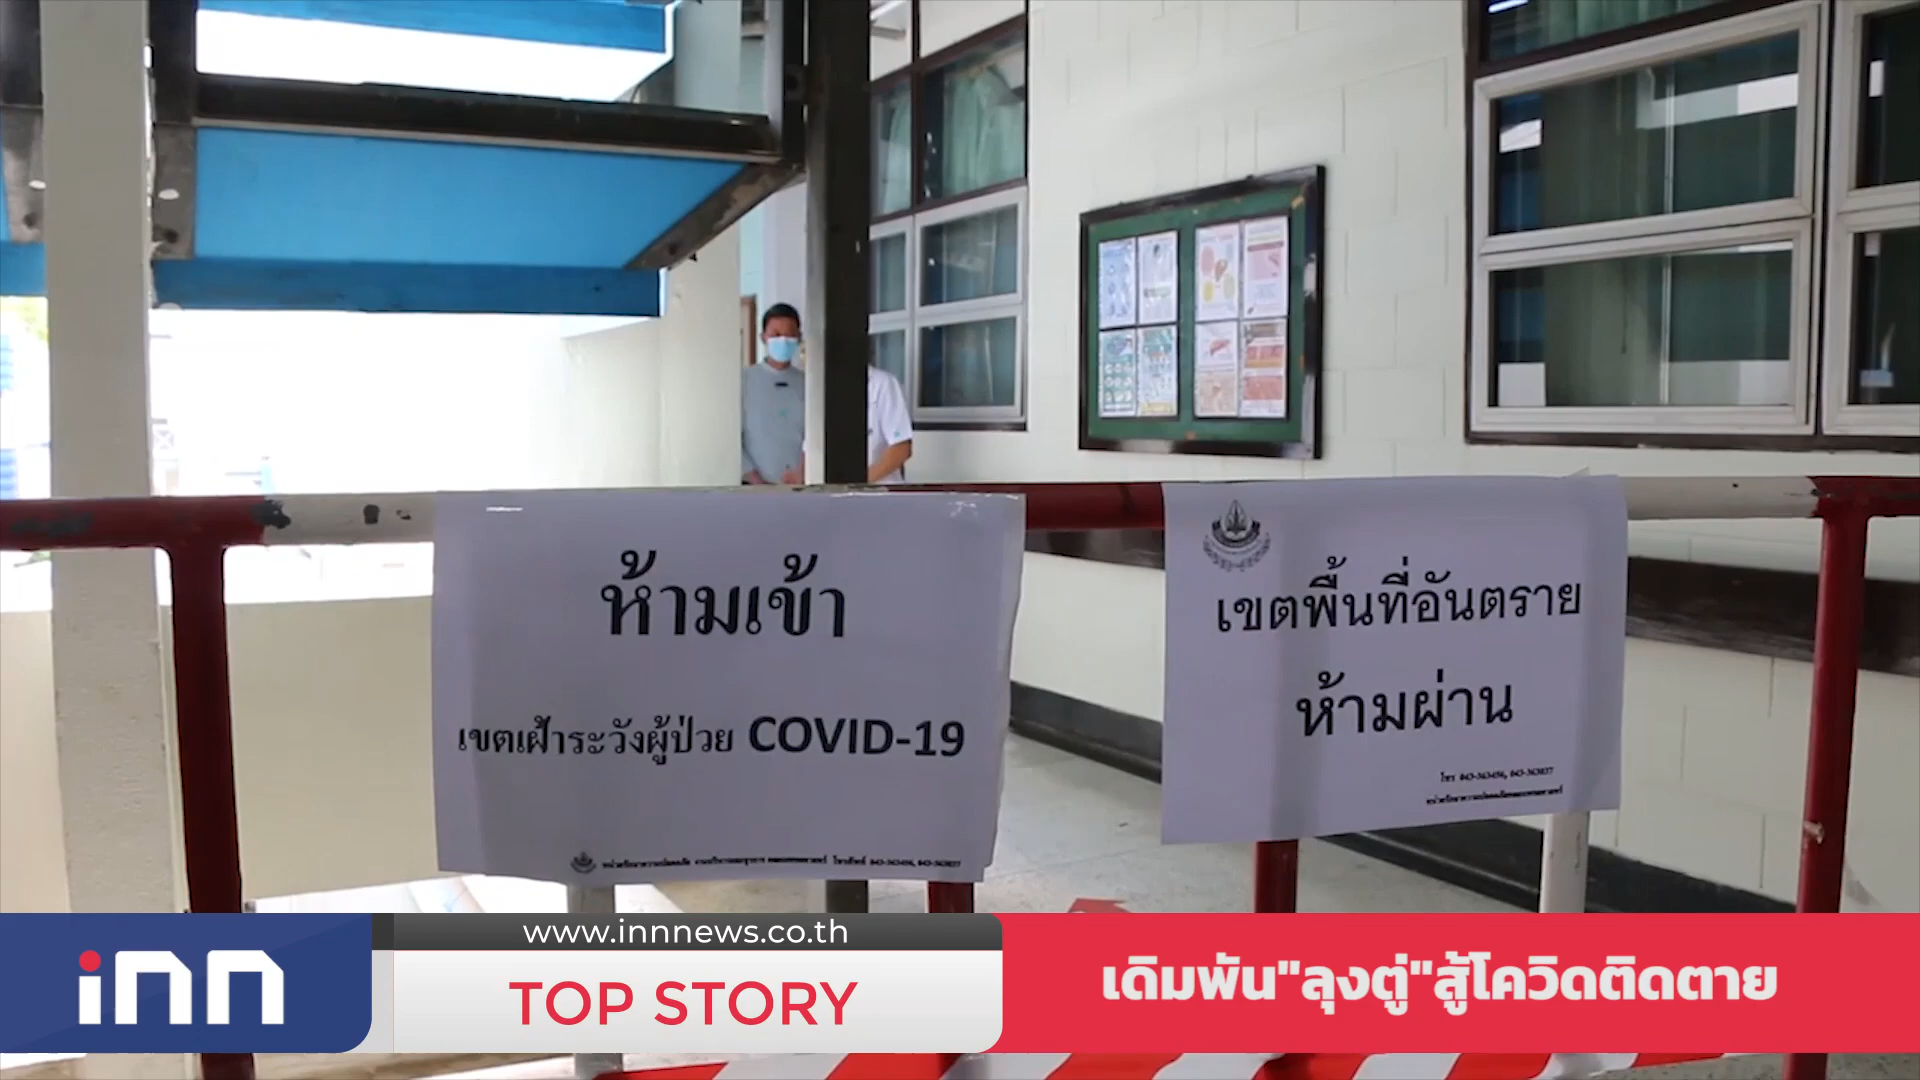 ห้ามเข้า
เขตเฝ้าระวังผู้ป่วย COVID-19
เขตพื้นที่อันตราย
ห้ามผ่าน
inn
www.innnews.co.th
TOP STORY
เดิมพัน"ลุงตู่"สู้โควิดติดตาย